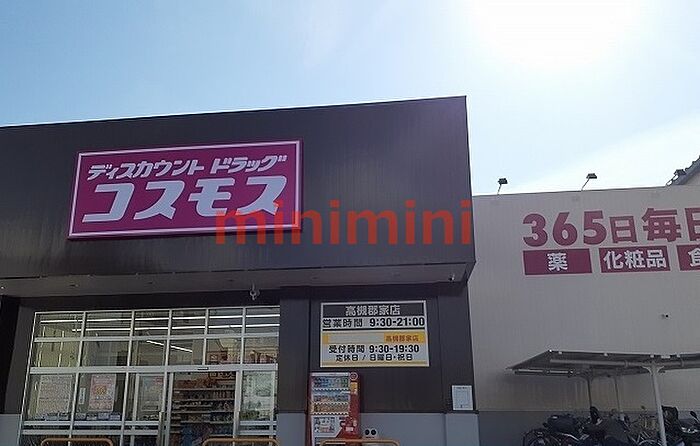 ディスカウント ドラッグ
コスモス
minimini
365日毎日
薬 化粧品 食
高槻郡家店
営業時間 9:30-21:00
高槻郡家店
受付時間 9:30-19:30
定休日/日曜日・祝日